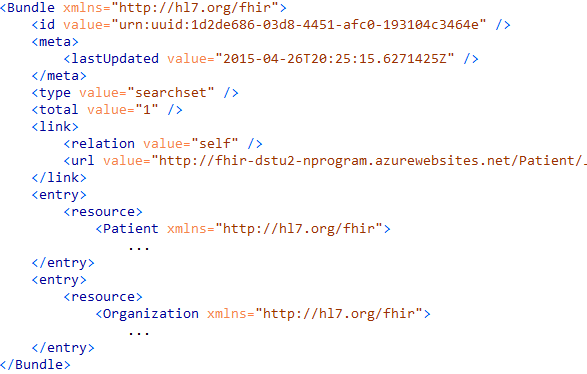 <Bundle xmlns="http://hl7.org/fhir">
<id value="urn:uuid:1d2de686-03d8-4451-afc0-193104c3464e" />
<meta>
<lastUpdated value="2015-04-26T20:25:15.6271425Z" />
</meta>
<type value="searchset" />
<total value="1" />
<link>
<relation value="self" />
<url value="http://fhir-dstu2-nprogram.azurewebsites.net/Patient/.
</link>
<entry>
<resource>
<Patient xmlns="http://hl7.org/fhir">
...
</entry>
<entry>
<resource>
<Organization xmlns="http://hl7.org/fhir">
...
</entry>
</Bundle>